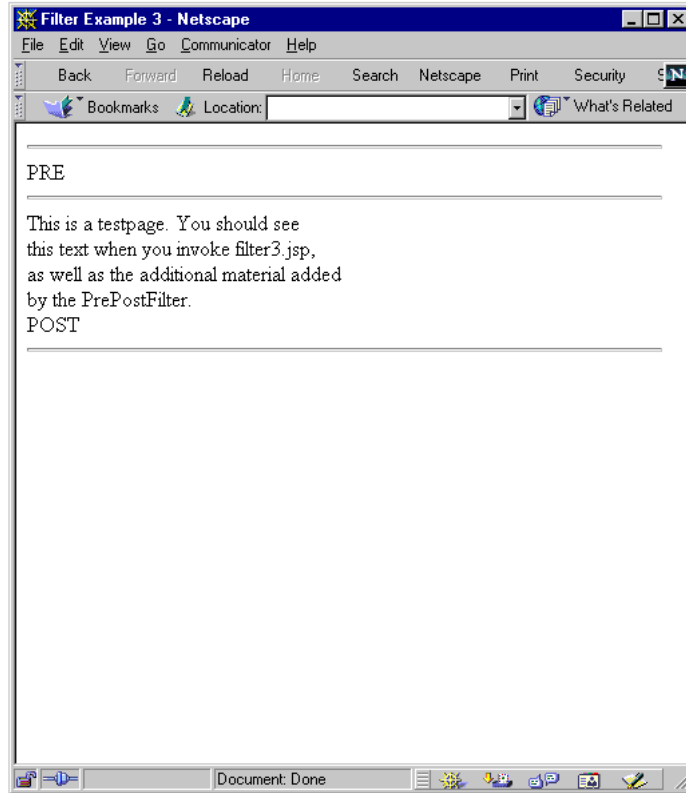 Filter Example 3 - Netscape
File Edit View Go Communicator Help
Back Forward Reload Home Search Netscape Print Security S N
Bookmarks Location: What's Related
PRE
This is a testpage. You should see
this text when you invoke filter3.jsp,
as well as the additional material added
by the PrePostFilter.
POST
Document: Done